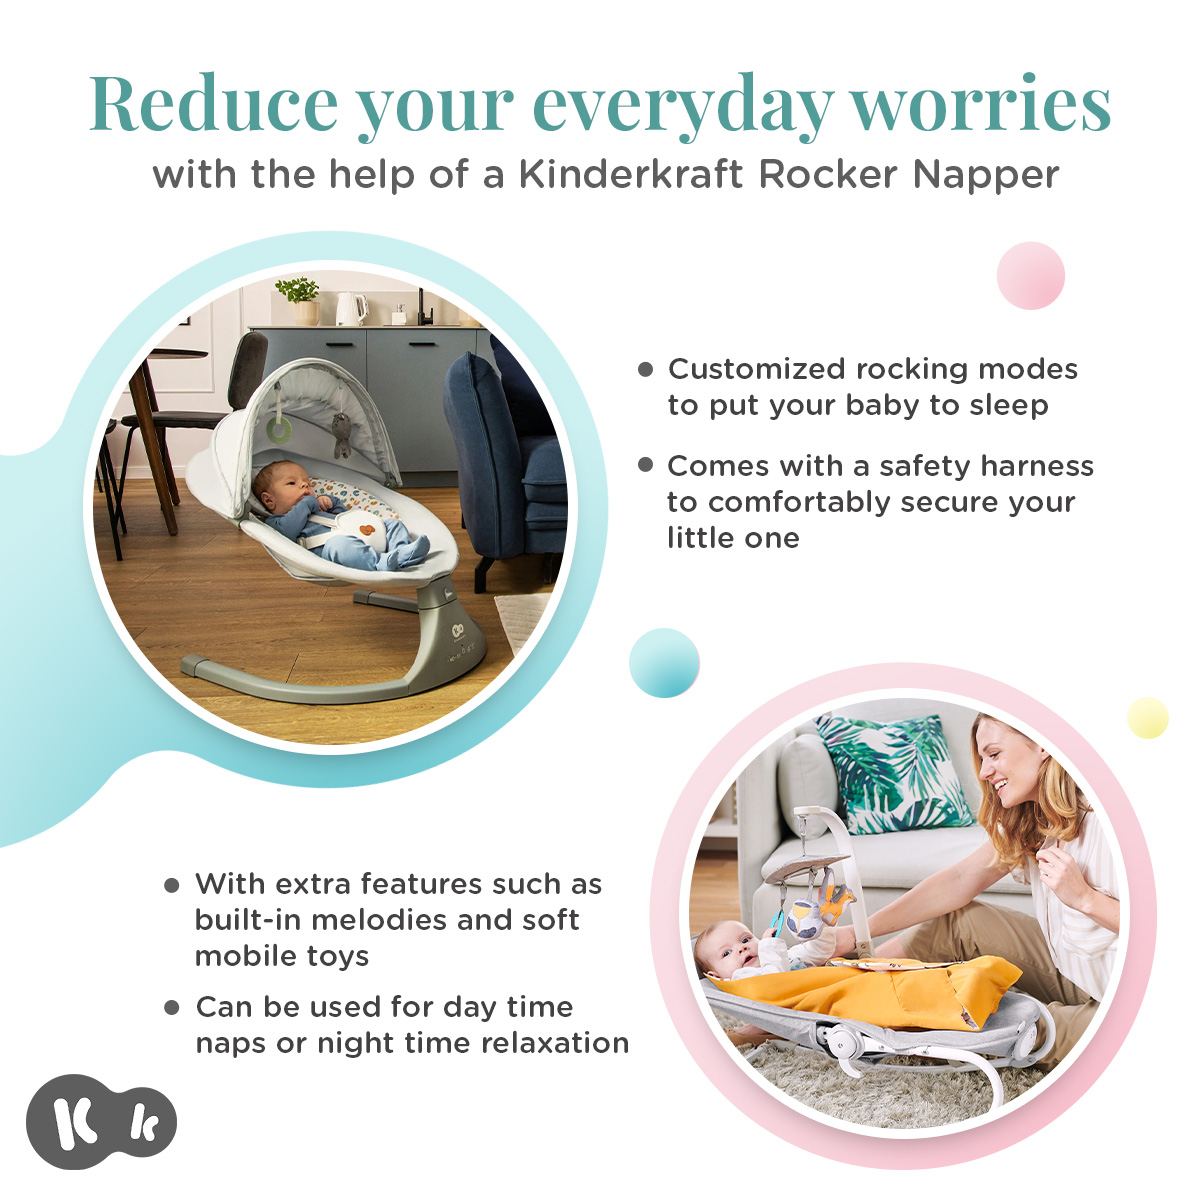 Reduce your everyday worries
with the help of a Kinderkraft Rocker Napper
• Customized rocking modes
to put your baby to sleep
• Comes with a safety harness
to comfortably secure your
little one
• With extra features such as
built-in melodies and soft
mobile toys
• Can be used for day time
naps or night time relaxation
K k